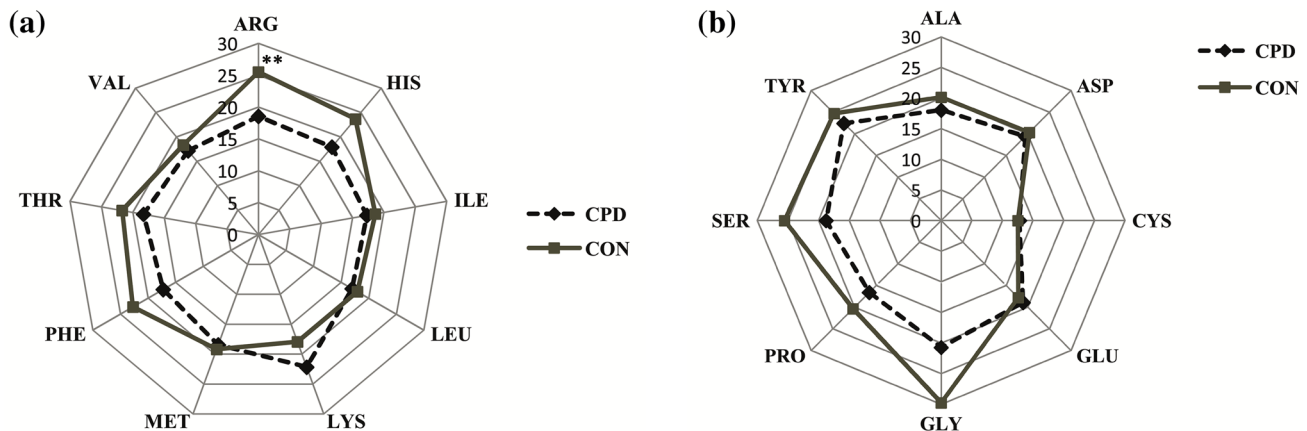 (a)
ARG
30
**
25
20
15
10
5
0
HIS
ILE
LEU
LYS
MET
PHE
THR
VAL
CPD
CON
(b)
ALA
30
25
20
15
10
5
0
ASP
CYS
GLU
GLY
PRO
SER
TYR
CPD
CON